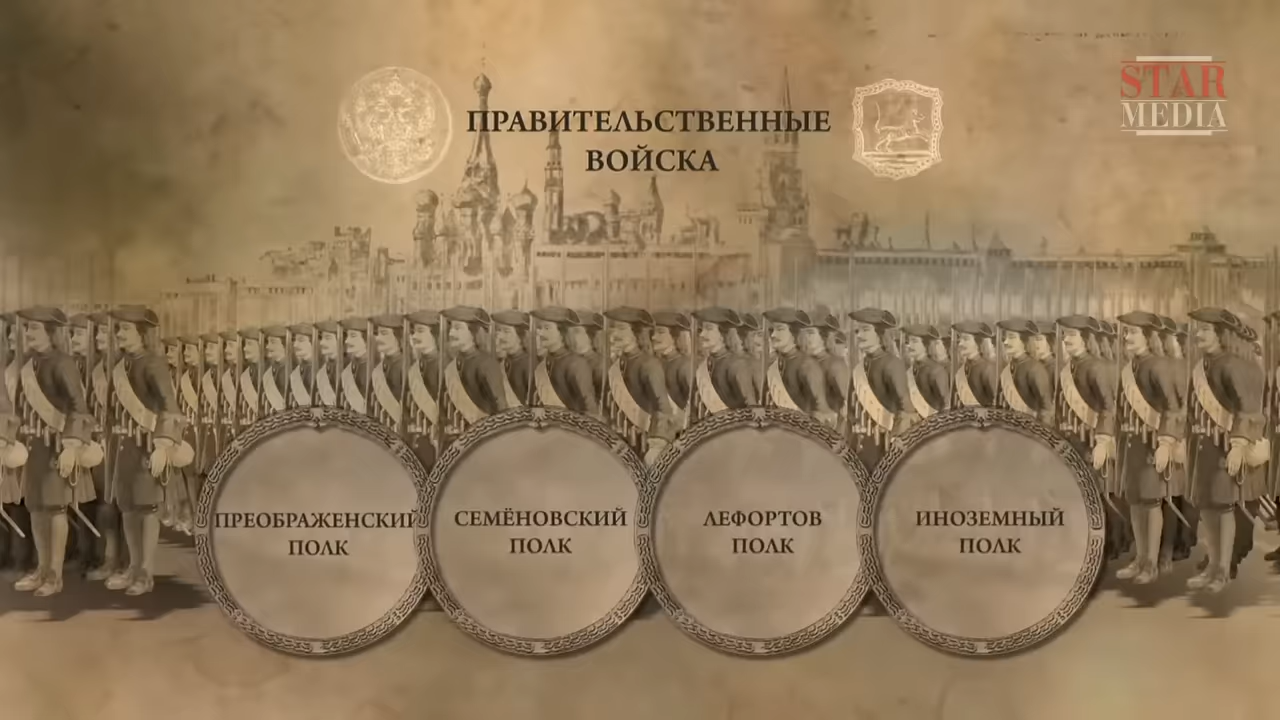 STAR
MEDIA
ПРАВИТЕЛЬСТВЕННЫЕ
ВОЙСКА
ПРЕОБРАЖЕНСКИЙ
ПОЛК
СЕМЁНОВСКИЙ
ПОЛК
ЛЕФОРТОВ
ПОЛК
ИНОЗЕМНЫЙ
ПОЛК